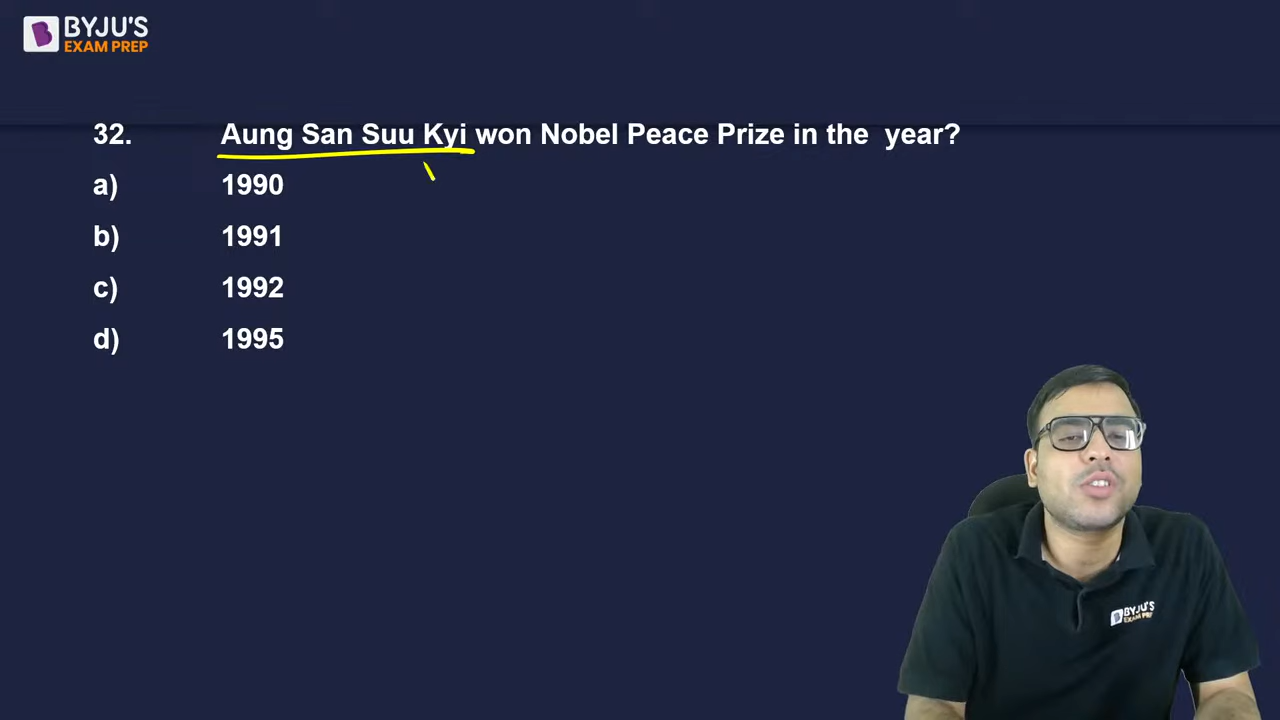 BYJU'S
EXAM PREP
32. Aung San Suu Kyi won Nobel Peace Prize in the year?
a) 1990
b) 1991
c) 1992
d) 1995
BYJU'S
EXAM PREP